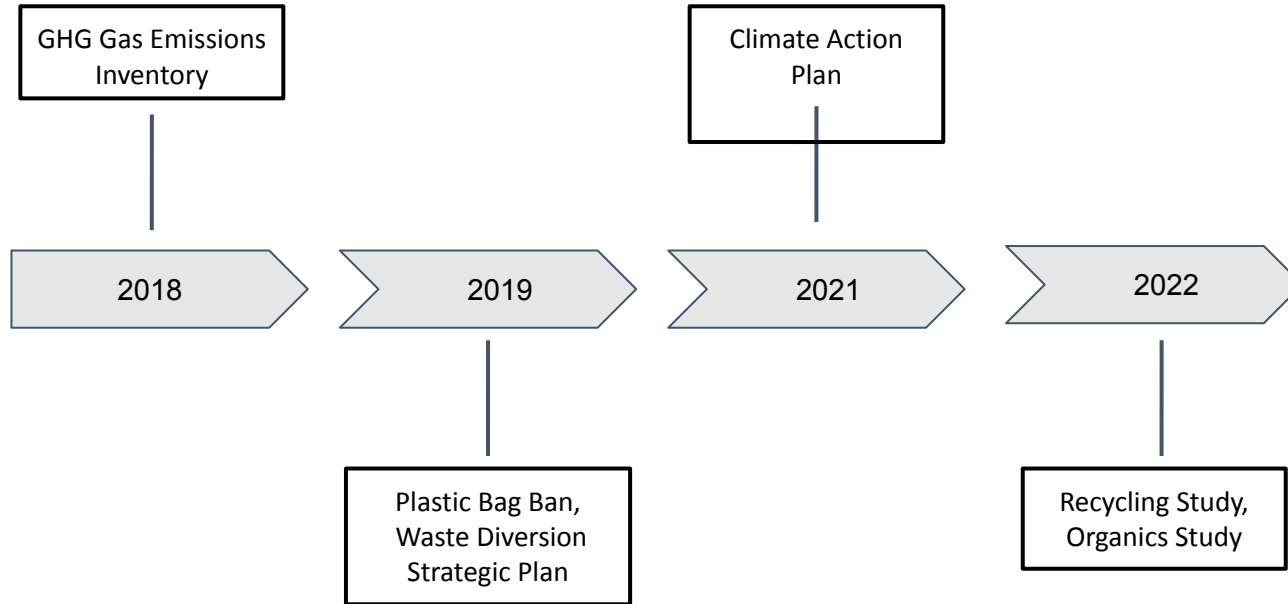 GHG Gas Emissions
Inventory
Climate Action
Plan
2018
2019
2021
2022
Plastic Bag Ban,
Waste Diversion
Strategic Plan
Recycling Study,
Organics Study